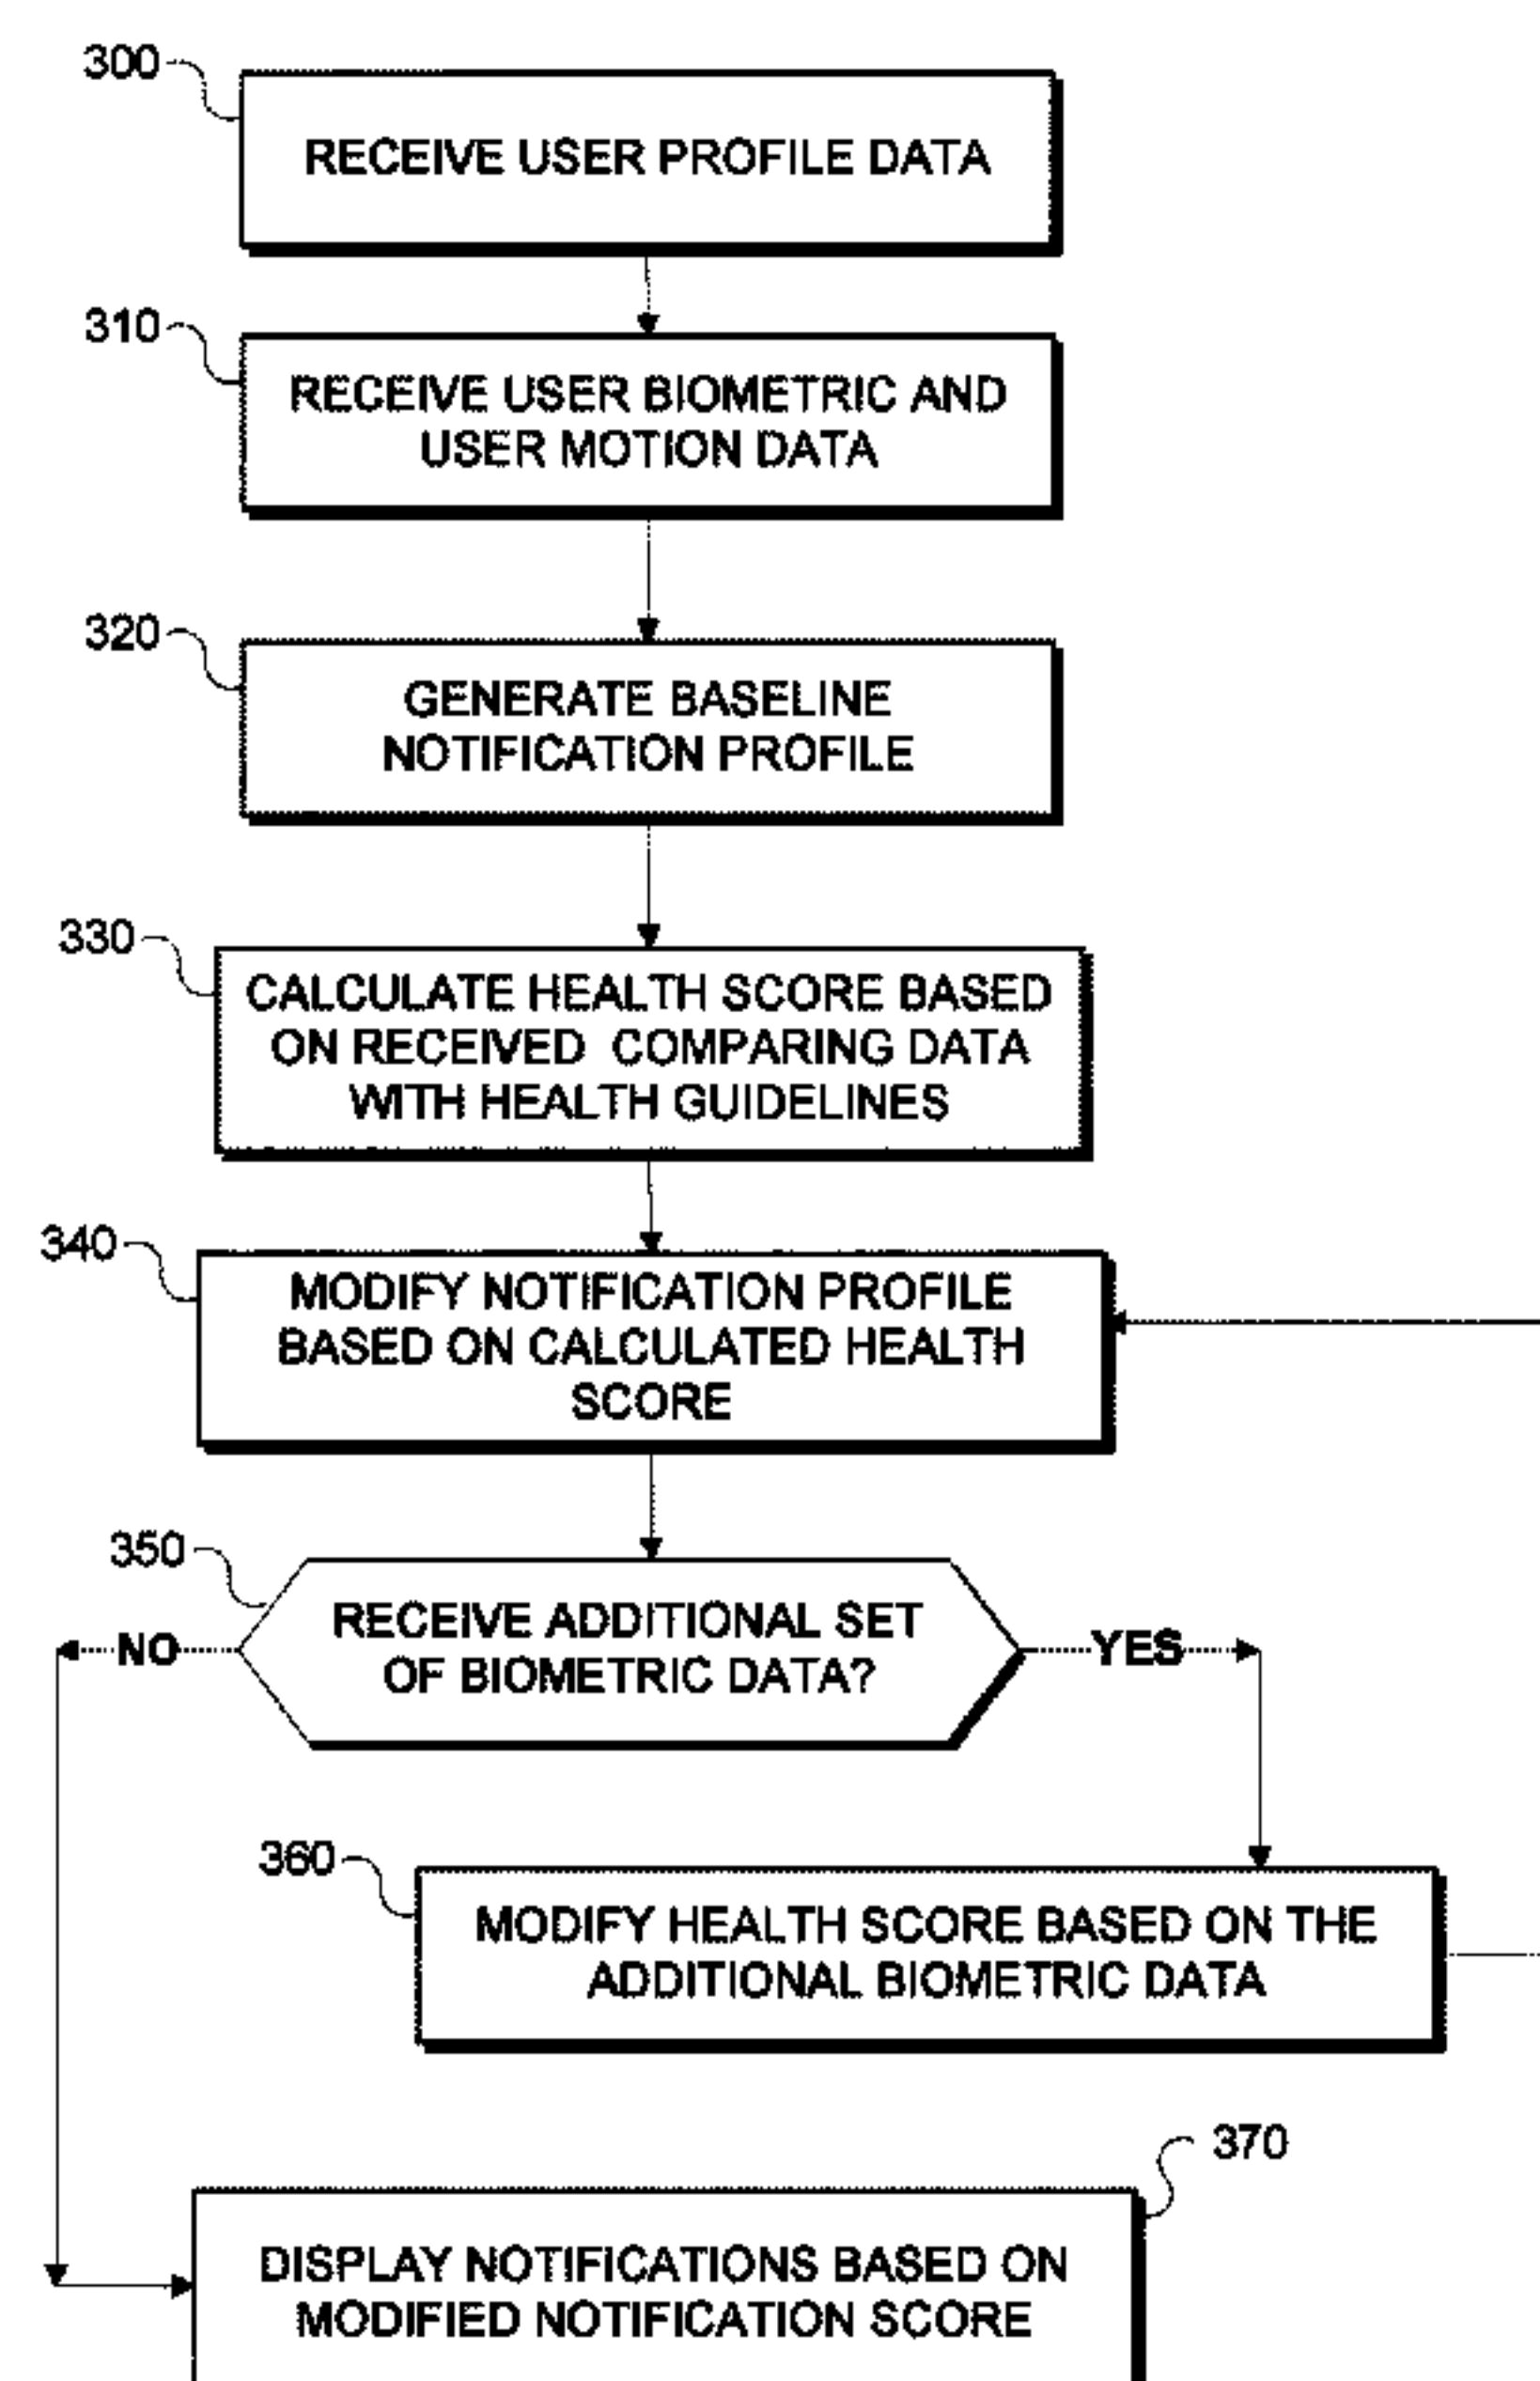 300
RECEIVE USER PROFILE DATA
310
RECEIVE USER BIOMETRIC AND
USER MOTION DATA
320
GENERATE BASELINE
NOTIFICATION PROFILE
330
CALCULATE HEALTH SCORE BASED
ON RECEIVED COMPARING DATA
WITH HEALTH GUIDELINES
340
MODIFY NOTIFICATION PROFILE
BASED ON CALCULATED HEALTH
SCORE
350
RECEIVE ADDITIONAL SET
OF BIOMETRIC DATA?
NO
YES
360
MODIFY HEALTH SCORE BASED ON THE
ADDITIONAL BIOMETRIC DATA
370
DISPLAY NOTIFICATIONS BASED ON
MODIFIED NOTIFICATION SCORE